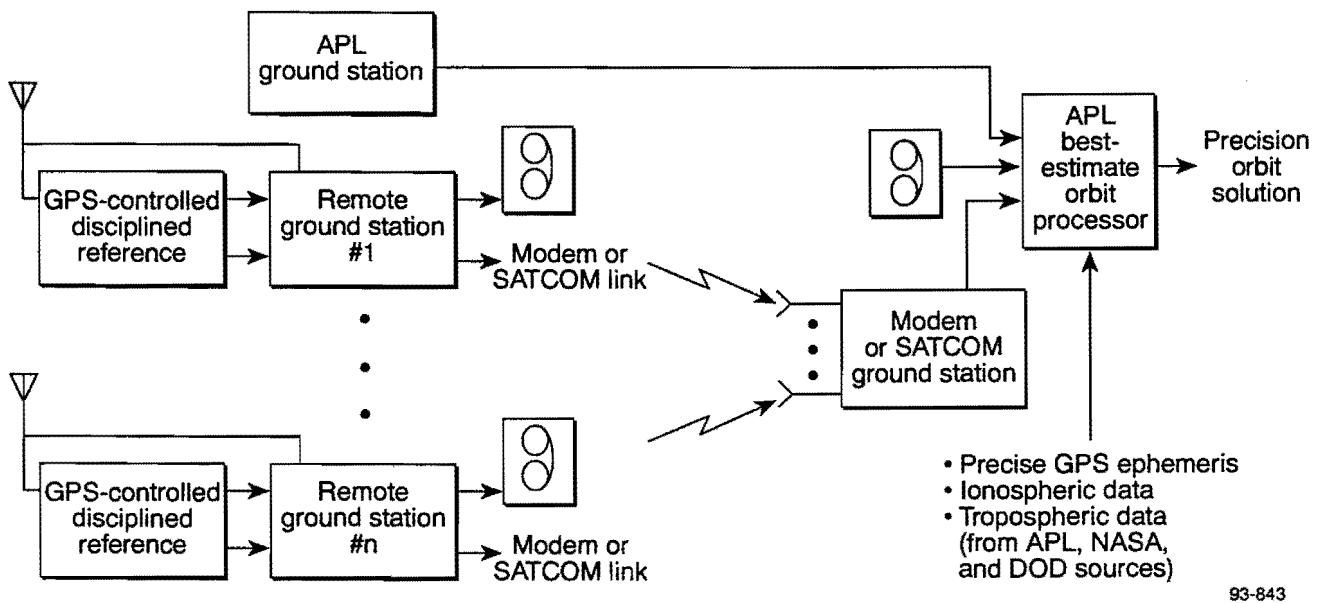 APL
ground station
APL
best-
estimate
orbit
processor
Precision
orbit
solution
GPS-controlled
disciplined
reference
Remote
ground station
#1
Modem or
SATCOM link
Modem
or SATCOM
ground station
GPS-controlled
disciplined
reference
Remote
ground station
#n
Modem or
SATCOM link
• Precise GPS ephemeris
• Ionospheric data
• Tropospheric data
(from APL, NASA,
and DOD sources)
93-843